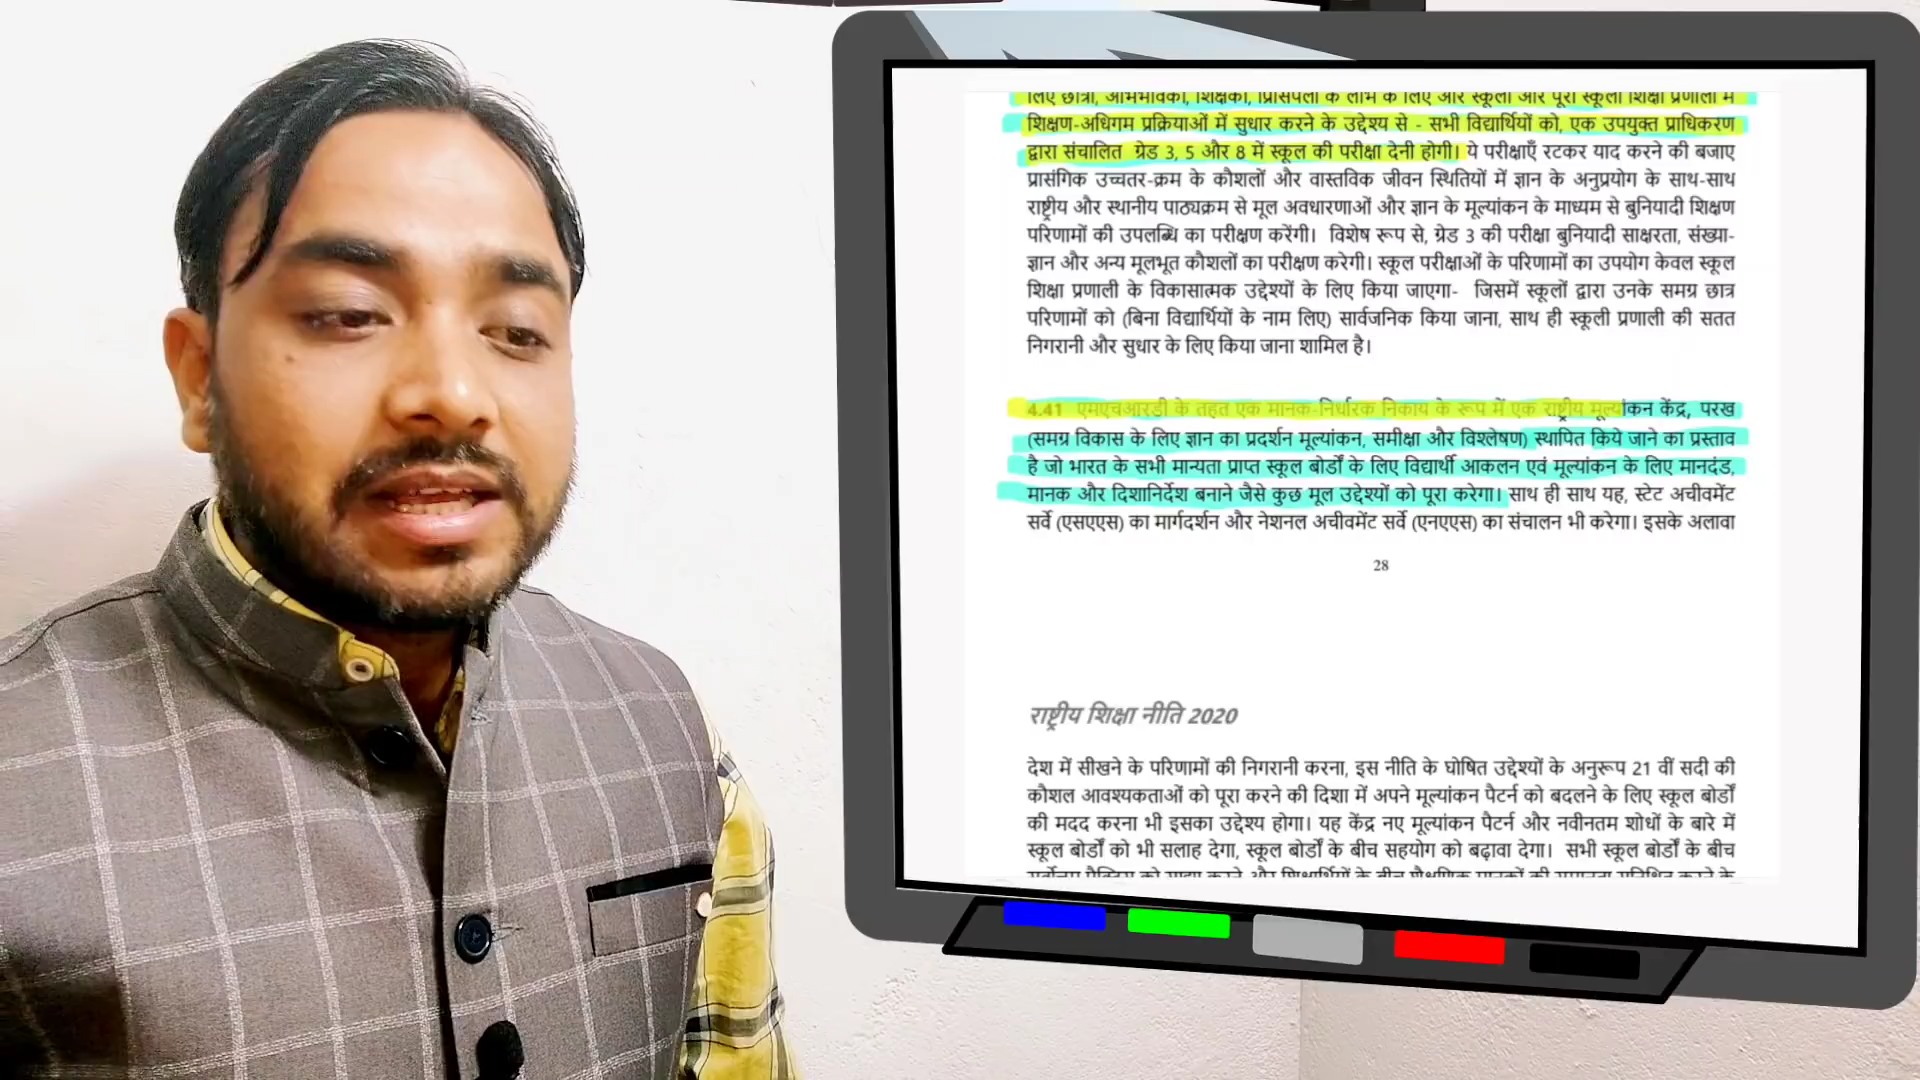 लिए छात्रों, अभिभावकों, शिक्षकों, प्रिंसिपलों के लाभ के लिए और स्कूलों और पूरी स्कूली शिक्षा प्रणाली में
शिक्षण-अधिगम प्रक्रियाओं में सुधार करने के उद्देश्य से - सभी विद्यार्थियों को, एक उपयुक्त प्राधिकरण
द्वारा संचालित ग्रेड 3, 5 और 8 में स्कूल की परीक्षा देनी होगी। ये परीक्षाएँ रटकर याद करने की बजाए
प्रासंगिक उच्चतर-क्रम के कौशलों और वास्तविक जीवन स्थितियों में ज्ञान के अनुप्रयोग के साथ-साथ
राष्ट्रीय और स्थानीय पाठ्यक्रम से मूल अवधारणाओं और ज्ञान के मूल्यांकन के माध्यम से बुनियादी शिक्षण
परिणामों की उपलब्धि का परीक्षण करेंगी। विशेष रूप से, ग्रेड 3 की परीक्षा बुनियादी साक्षरता, संख्या-
ज्ञान और अन्य मूलभूत कौशलों का परीक्षण करेगी। स्कूल परीक्षाओं के परिणामों का उपयोग केवल स्कूल
शिक्षा प्रणाली के विकासात्मक उद्देश्यों के लिए किया जाएगा- जिसमें स्कूलों द्वारा उनके समग्र छात्र
परिणामों को (बिना विद्यार्थियों के नाम लिए) सार्वजनिक किया जाना, साथ ही स्कूली प्रणाली की सतत
निगरानी और सुधार के लिए किया जाना शामिल है।
4.41 एमएचआरडी के तहत एक मानक-निर्धारक निकाय के रूप में एक राष्ट्रीय मूल्यांकन केंद्र, परख
(समग्र विकास के लिए ज्ञान का प्रदर्शन मूल्यांकन, समीक्षा और विश्लेषण) स्थापित किये जाने का प्रस्ताव
है जो भारत के सभी मान्यता प्राप्त स्कूल बोर्डों के लिए विद्यार्थी आकलन एवं मूल्यांकन के लिए मानदंड,
मानक और दिशानिर्देश बनाने जैसे कुछ मूल उद्देश्यों को पूरा करेगा। साथ ही साथ यह, स्टेट अचीवमेंट
सर्वे (एसएएस) का मार्गदर्शन और नेशनल अचीवमेंट सर्वे (एनएएस) का संचालन भी करेगा। इसके अलावा
28
राष्ट्रीय शिक्षा नीति 2020
देश में सीखने के परिणामों की निगरानी करना, इस नीति के घोषित उद्देश्यों के अनुरूप 21 वीं सदी की
कौशल आवश्यकताओं को पूरा करने की दिशा में अपने मूल्यांकन पैटर्न को बदलने के लिए स्कूल बोर्डों
की मदद करना भी इसका उद्देश्य होगा। यह केंद्र नए मूल्यांकन पैटर्न और नवीनतम शोधों के बारे में
स्कूल बोर्डों को भी सलाह देगा, स्कूल बोर्डों के बीच सहयोग को बढ़ावा देगा। सभी स्कूल बोर्डों के बीच